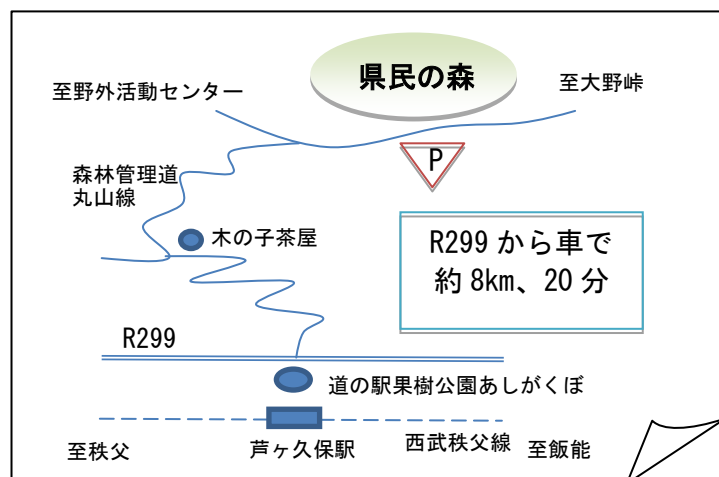 県民の森
至野外活動センター
至大野峠
P
森林管理道
丸山線
木の子茶屋
R299 から車で
約 8km、20 分
R299
道の駅果樹公園あしがくぼ
至秩父
芦ヶ久保駅
西武秩父線
至飯能